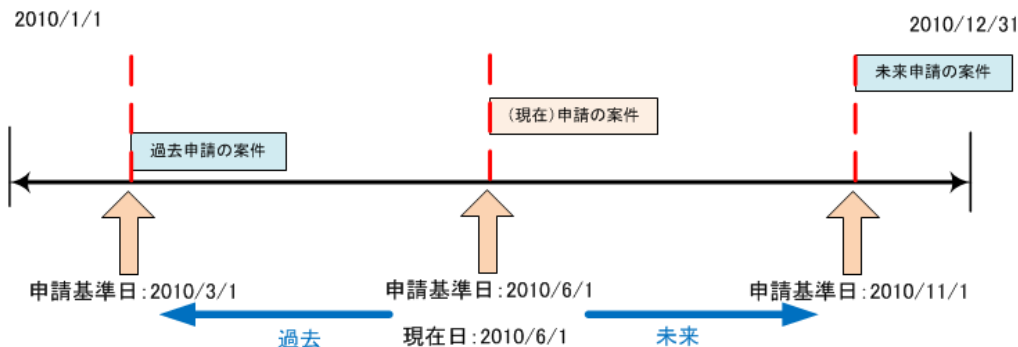 2010/1/1
2010/12/31
未来申請の案件
(現在)申請の案件
過去申請の案件
申請基準日:2010/3/1
申請基準日:2010/6/1
申請基準日:2010/11/1
過去
現在日:2010/6/1
未来